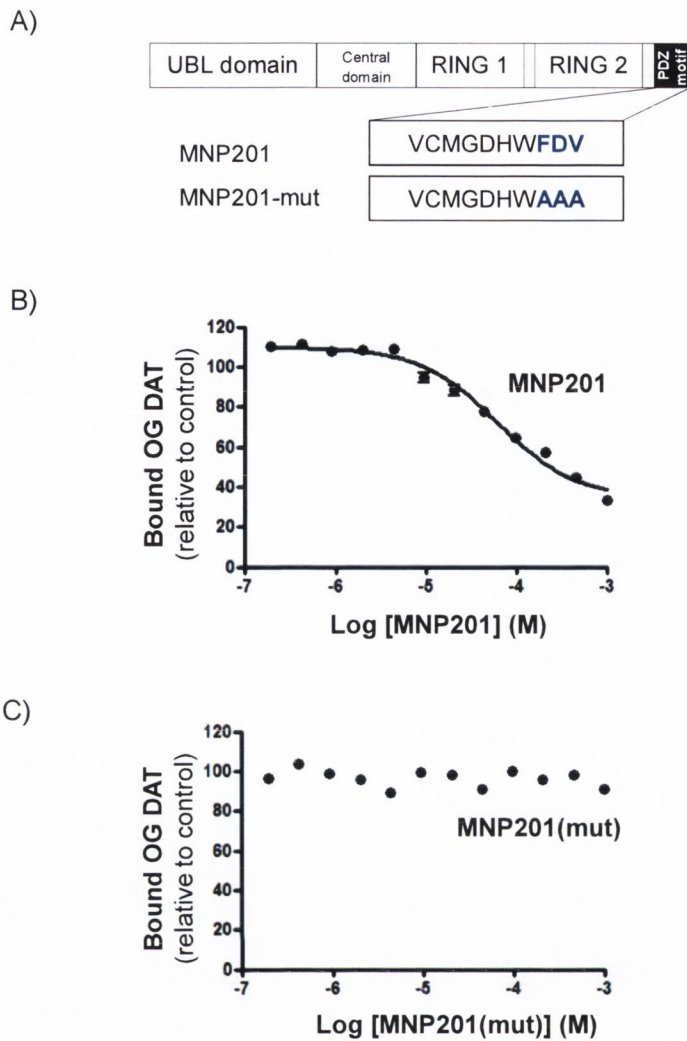 A)
UBL domain
Central
domain
RING 1
RING 2
PDZ
motif
MNP201
VCMGDHWFDV
MNP201-mut
VCMGDHWAAA
B)
Bound OG DAT
(relative to control)
120
100
80
60
40
20
0
MNP201
-7 -6 -5 -4 -3
Log [MNP201] (M)
C)
Bound OG DAT
(relative to control)
120
100
80
60
40
20
0
MNP201(mut)
-7 -6 -5 -4 -3
Log [MNP201(mut)] (M)